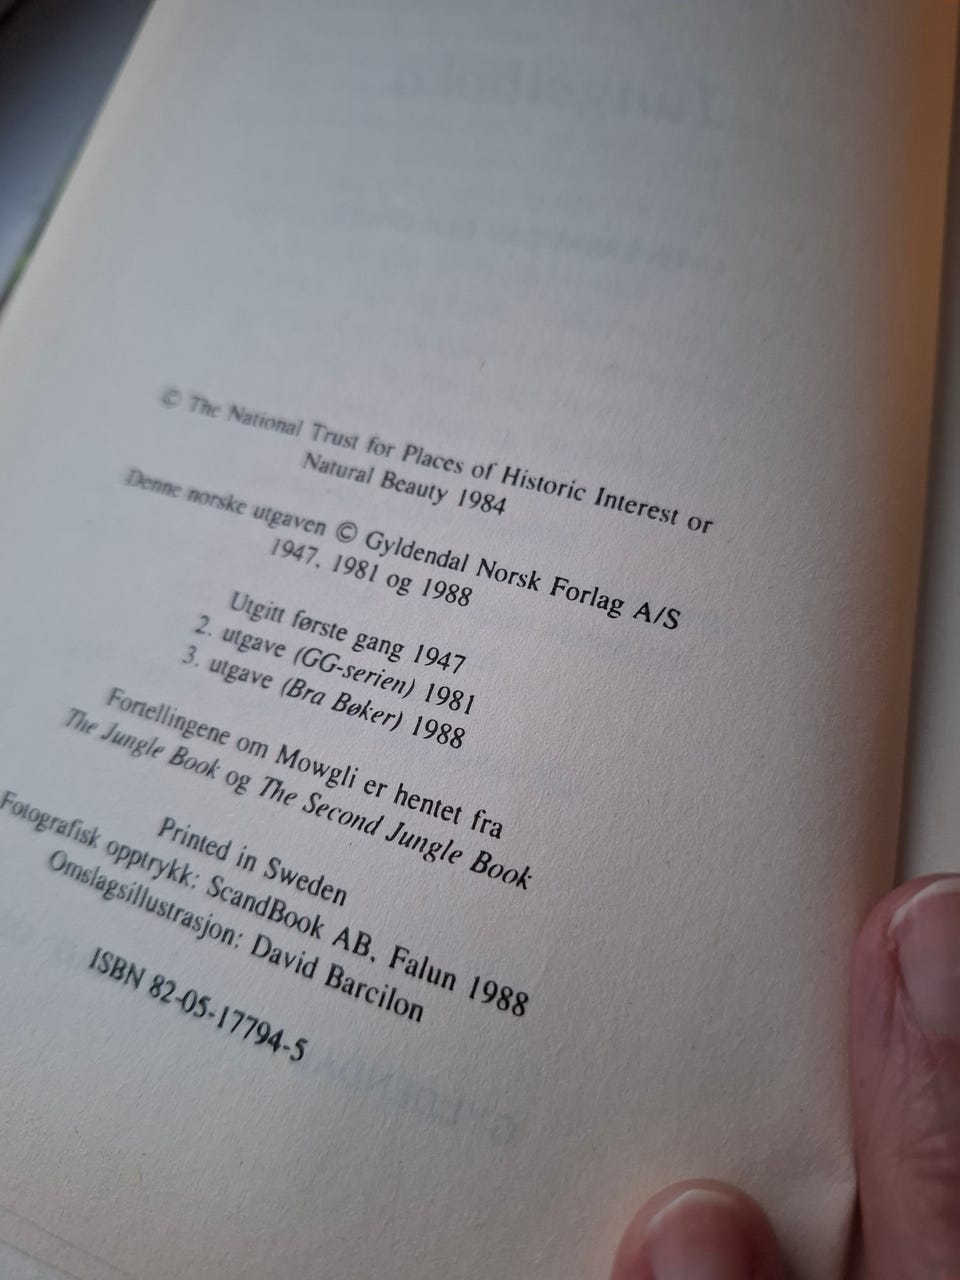 © The National Trust for Places of Historic Interest or
Natural Beauty 1984
Denne norske utgaven © Gyldendal Norsk Forlag A/S
1947, 1981 og 1988
Utgitt første gang 1947
2. utgave (GG-serien) 1981
3. utgave (Bra Bøker) 1988
Fortellingene om Mowgli er hentet fra
The Jungle Book og The Second Jungle Book
Printed in Sweden
Fotografisk opptrykk: ScandBook AB, Falun 1988
Omslagsillustrasjon: David Barcilon
ISBN 82-05-17794-5